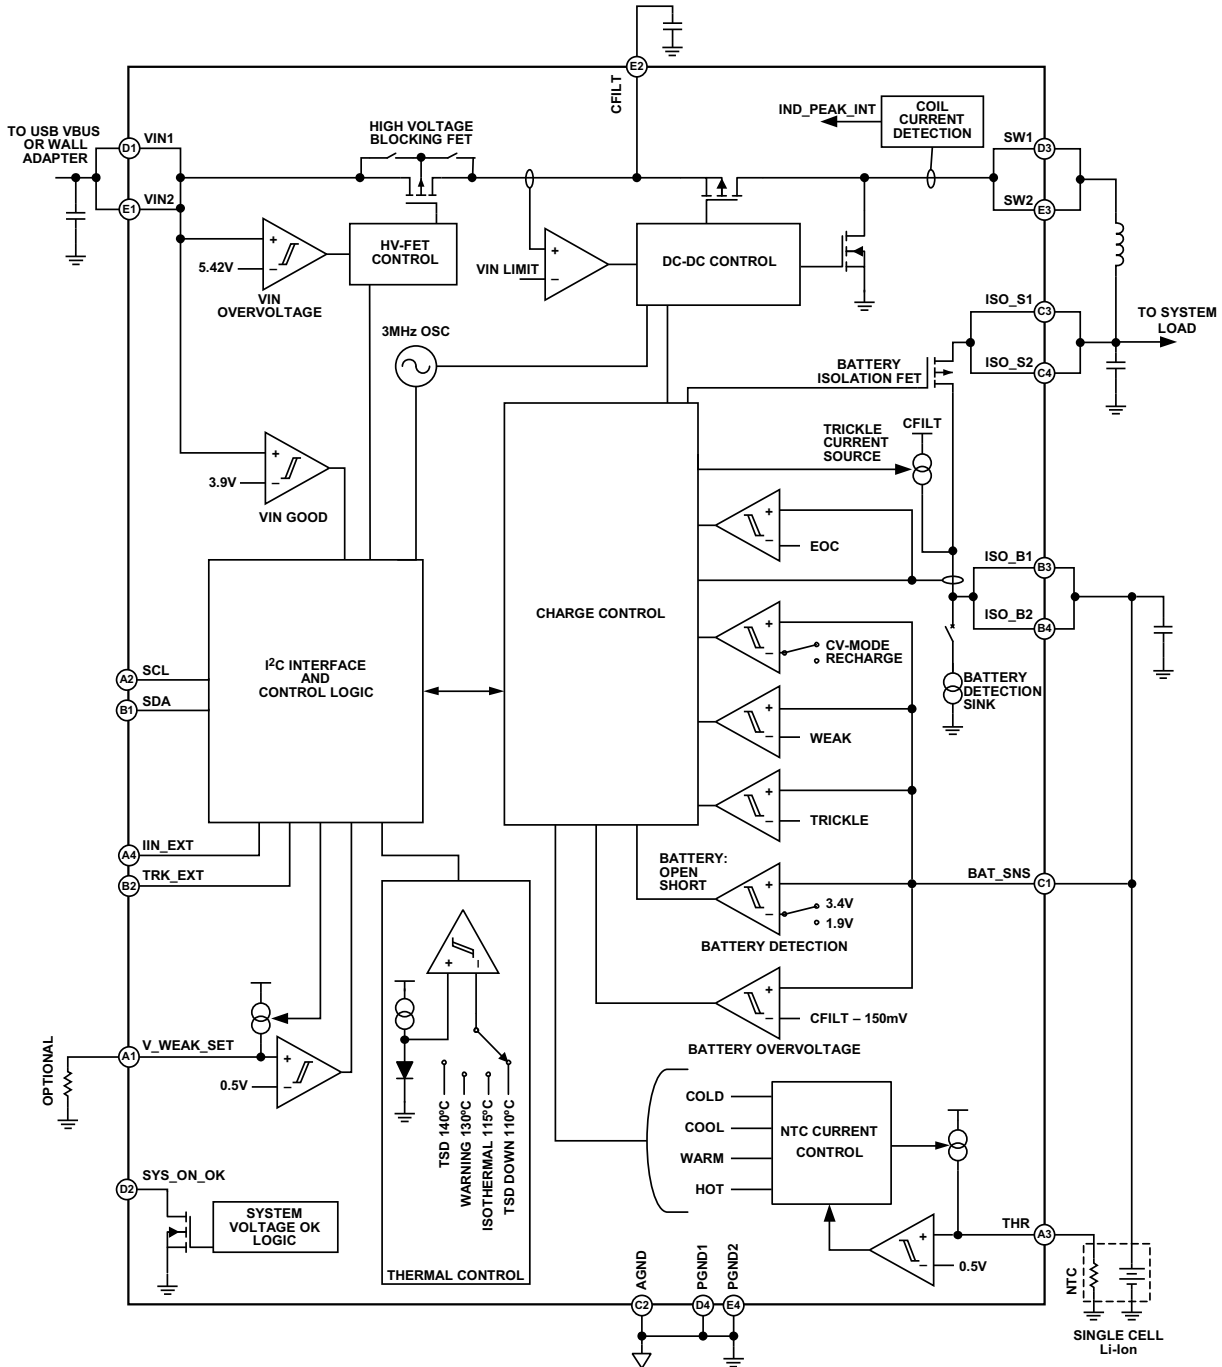 E2
CFILT
IND_PEAK_INT
COIL
CURRENT
DETECTION
TO USB VBUS
OR WALL
ADAPTER
D1
VIN1
E1
VIN2
HIGH VOLTAGE
BLOCKING FET
SW1
D3
SW2
E3
+
5.42V
–
VIN
OVERVOLTAGE
HV-FET
CONTROL
VIN LIMIT
+
–
DC-DC CONTROL
3MHz OSC
ISO_S1
C3
ISO_S2
C4
TO SYSTEM
LOAD
BATTERY
ISOLATION FET
TRICKLE
CURRENT
SOURCE
CFILT
+
3.9V
–
VIN GOOD
CHARGE CONTROL
+
–
EOC
ISO_B1
B3
ISO_B2
B4
+
–
CV-MODE
RECHARGE
BATTERY
DETECTION
SINK
I2C INTERFACE
AND
CONTROL LOGIC
A2
SCL
B1
SDA
+
–
WEAK
+
–
TRICKLE
A4
IIN_EXT
B2
TRK_EXT
BATTERY:
OPEN
SHORT
+
–
3.4V
1.9V
BATTERY DETECTION
BAT_SNS
C1
+
–
CFILT – 150mV
BATTERY OVERVOLTAGE
+
–
TSD 140°C
WARNING 130°C
ISOTHERMAL 115°C
TSD DOWN 110°C
THERMAL CONTROL
OPTIONAL
A1
V_WEAK_SET
+
0.5V
–
D2
SYS_ON_OK
SYSTEM
VOLTAGE OK
LOGIC
COLD
COOL
WARM
HOT
NTC CURRENT
CONTROL
THR
A3
+
–
0.5V
NTC
SINGLE CELL
Li-Ion
AGND
C2
PGND1
D4
PGND2
E4